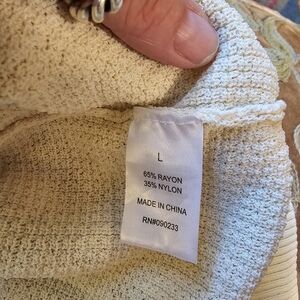 L
65% RAYON
35% NYLON
MADE IN CHINA
RN#090233